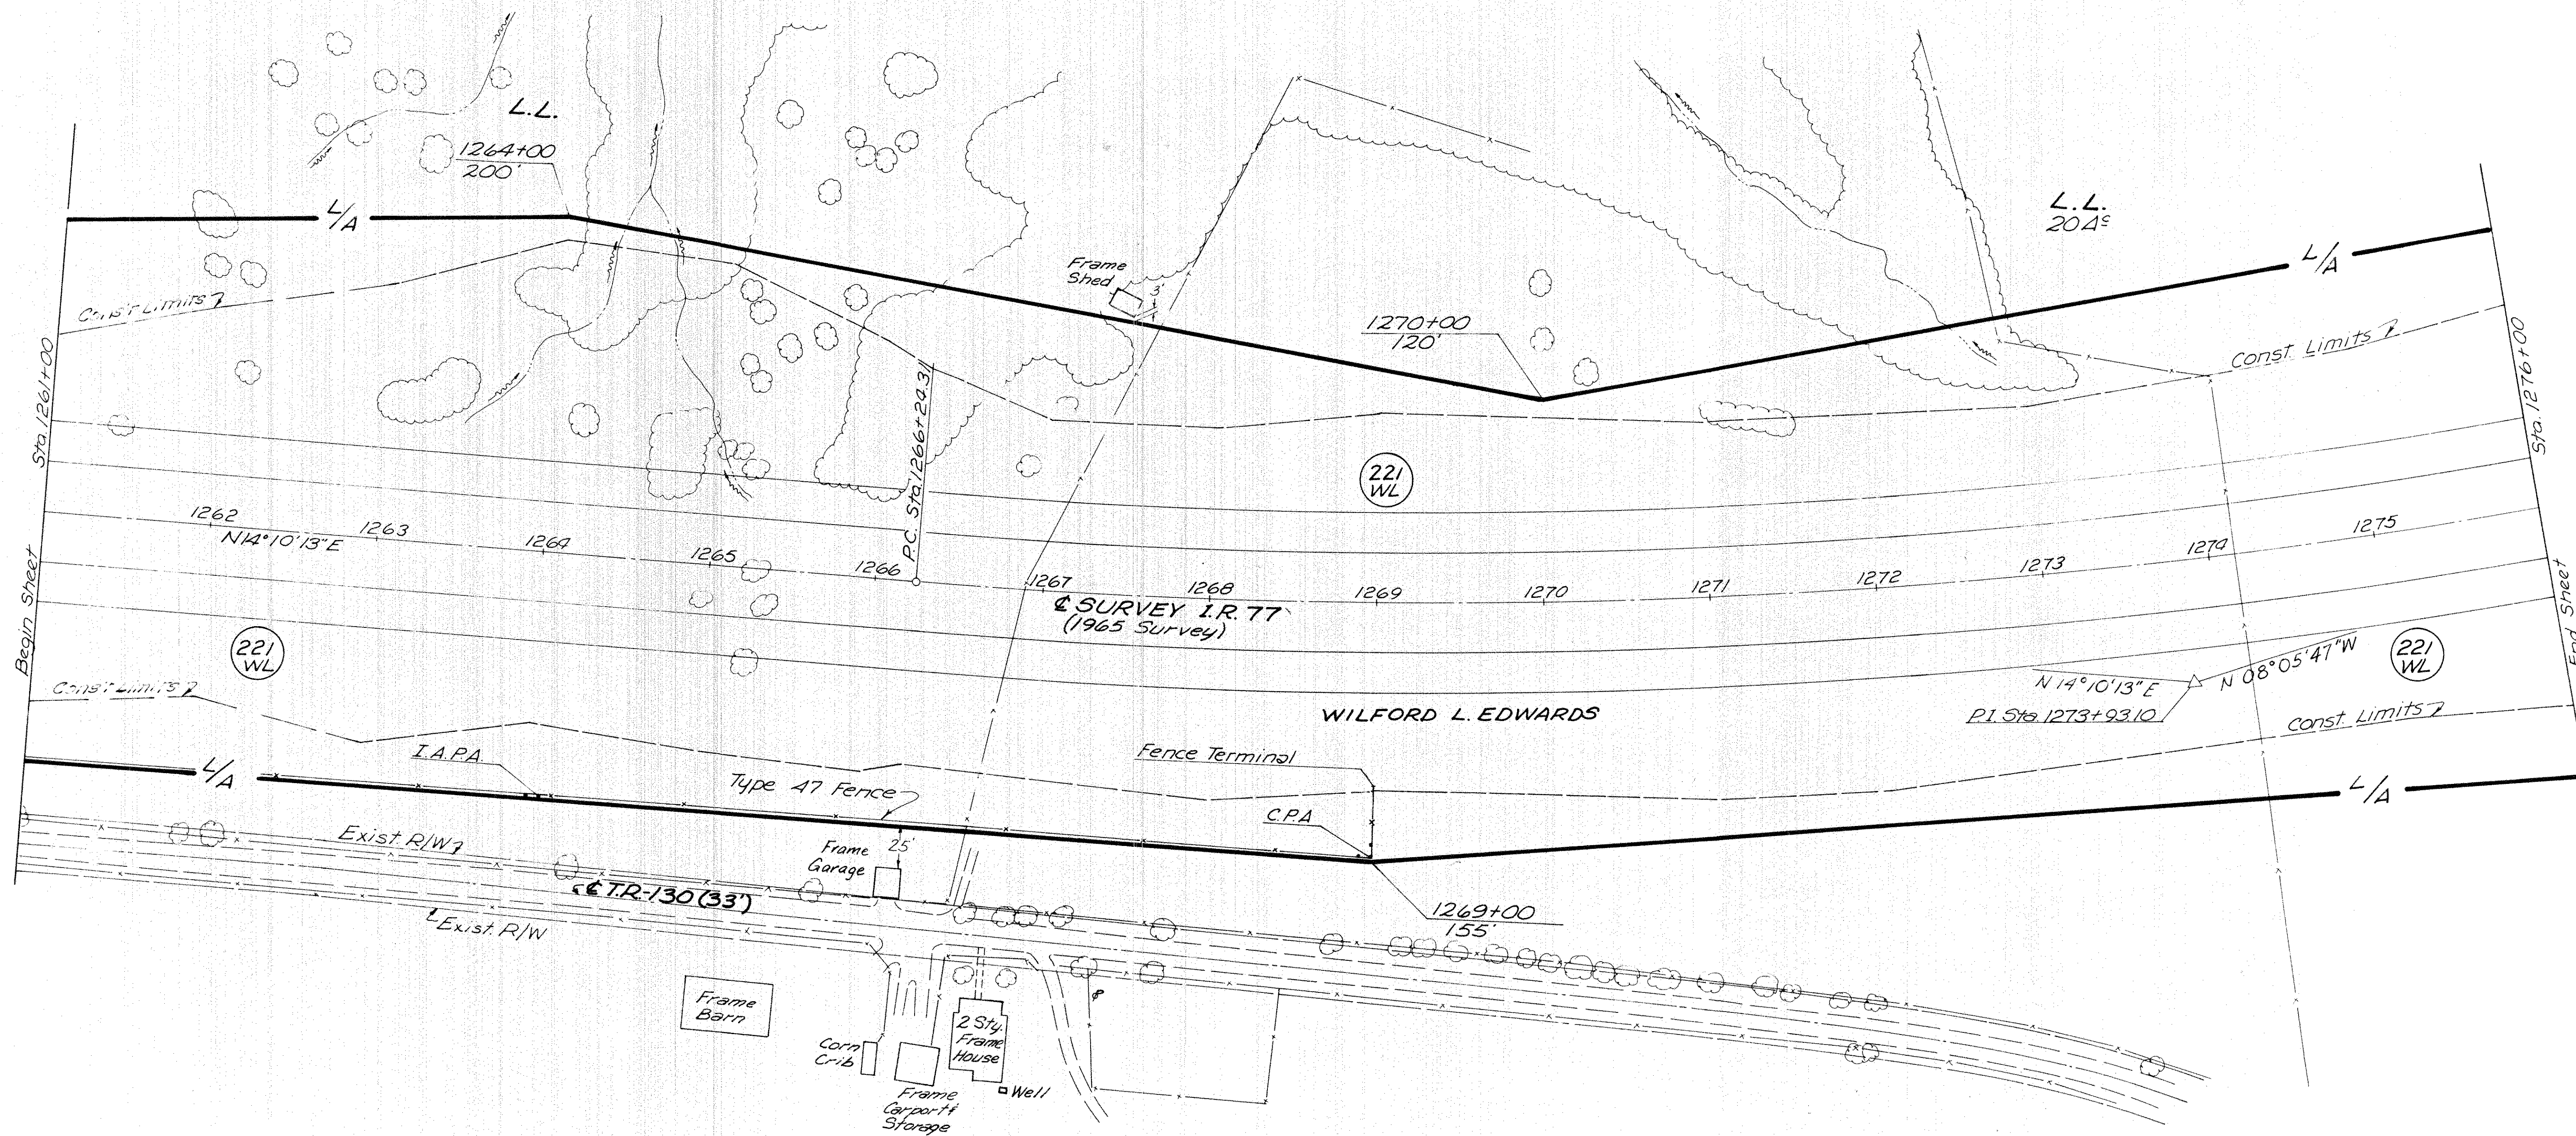 L.L.
1264+00
200'
L/A
Const Limits
Frame
Shed
3'
1270+00
120'
L.L.
20 Ac
L/A
Const. Limits
Sta. 1261+00
Begin Sheet
P.C. Sta. 1266+24.31
Sta. 1276+00
End Sheet
221
WL
1262
1263
1264
1265
1266
1267
1268
1269
1270
1271
1272
1273
1274
1275
N14°10'13"E
℄ SURVEY I.R. 77
(1965 Survey)
221
WL
221
WL
Const Limits
N 14°10'13"E
N 08°05'47"W
P.I. Sta. 1273+93.10
WILFORD L. EDWARDS
Const. Limits
I.A.P.A.
Fence Terminal
L/A
Type 47 Fence
C.P.A
L/A
Exist. R/W
Frame
Garage
25'
℄ T.R-130 (33')
Exist. R/W
1269+00
155'
Frame
Barn
2 Sty.
Frame
House
Corn
Crib
Well
Frame
Carport &
Storage